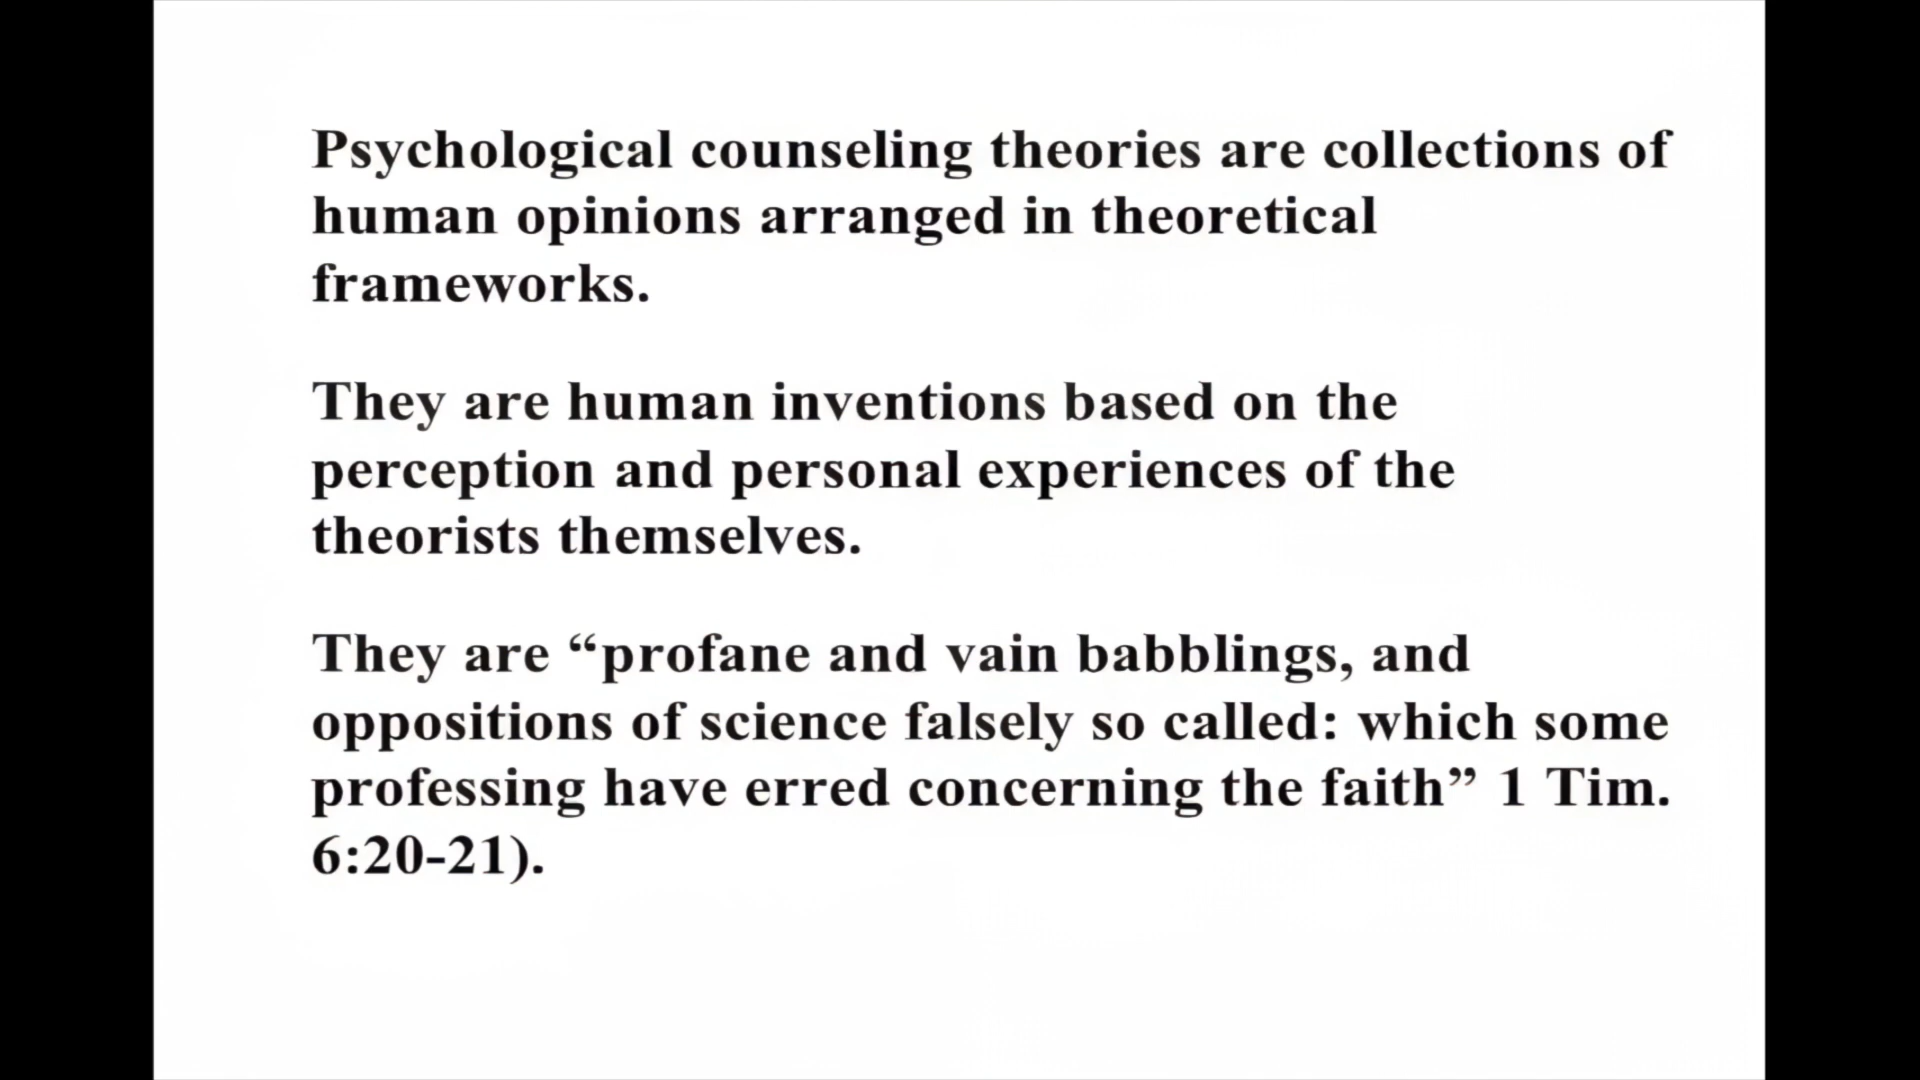 Psychological counseling theories are collections of
human opinions arranged in theoretical
frameworks.
They are human inventions based on the
perception and personal experiences of the
theorists themselves.
They are “profane and vain babblings, and
oppositions of science falsely so called: which some
professing have erred concerning the faith” 1 Tim.
6:20-21).